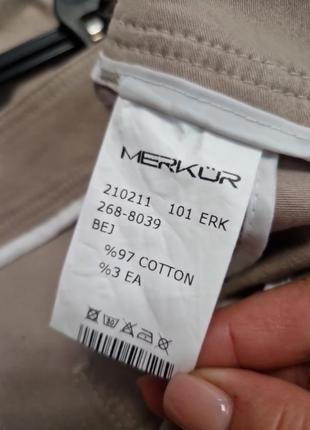 MERKÜR
210211 101 ERK
268-8039
BEJ
%97 COTTON
%3 EA